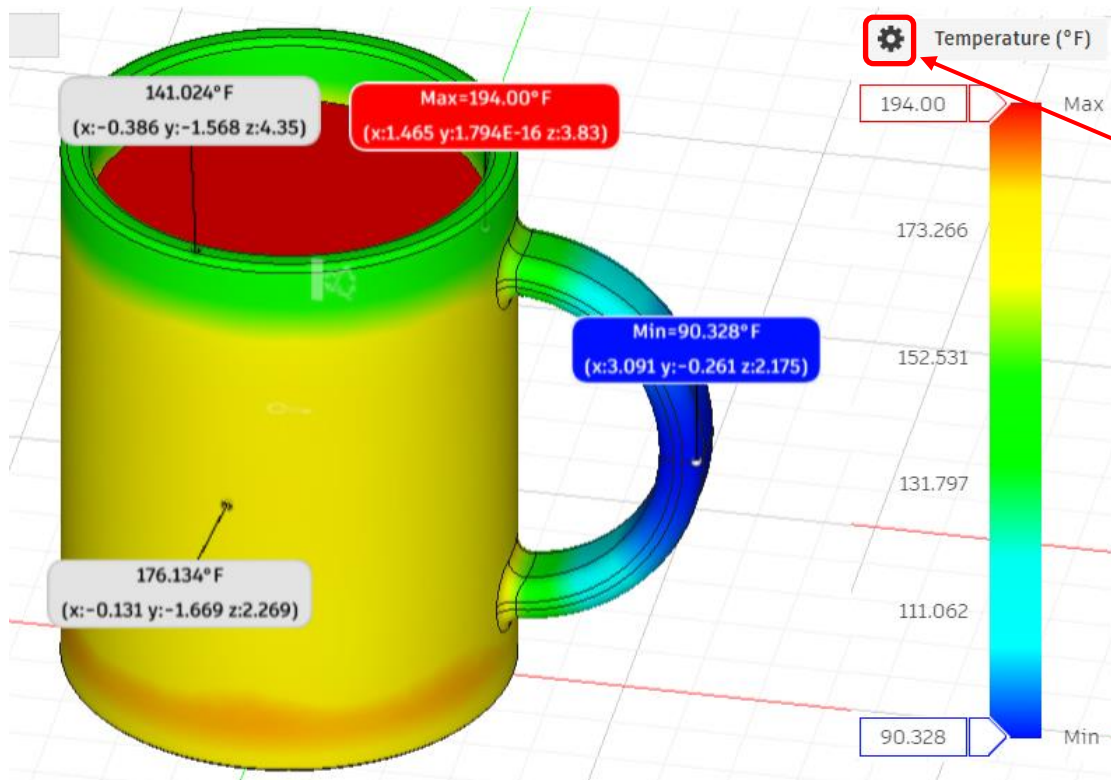 Temperature (°F)
141.024°F
(x:-0.386 y:-1.568 z:4.35)
Max=194.00°F
(x:1.465 y:1.794E-16 z:3.83)
194.00
Max
173.266
Min=90.328°F
(x:3.091 y:-0.261 z:2.175)
152.531
131.797
176.134°F
(x:-0.131 y:-1.669 z:2.269)
111.062
90.328
Min